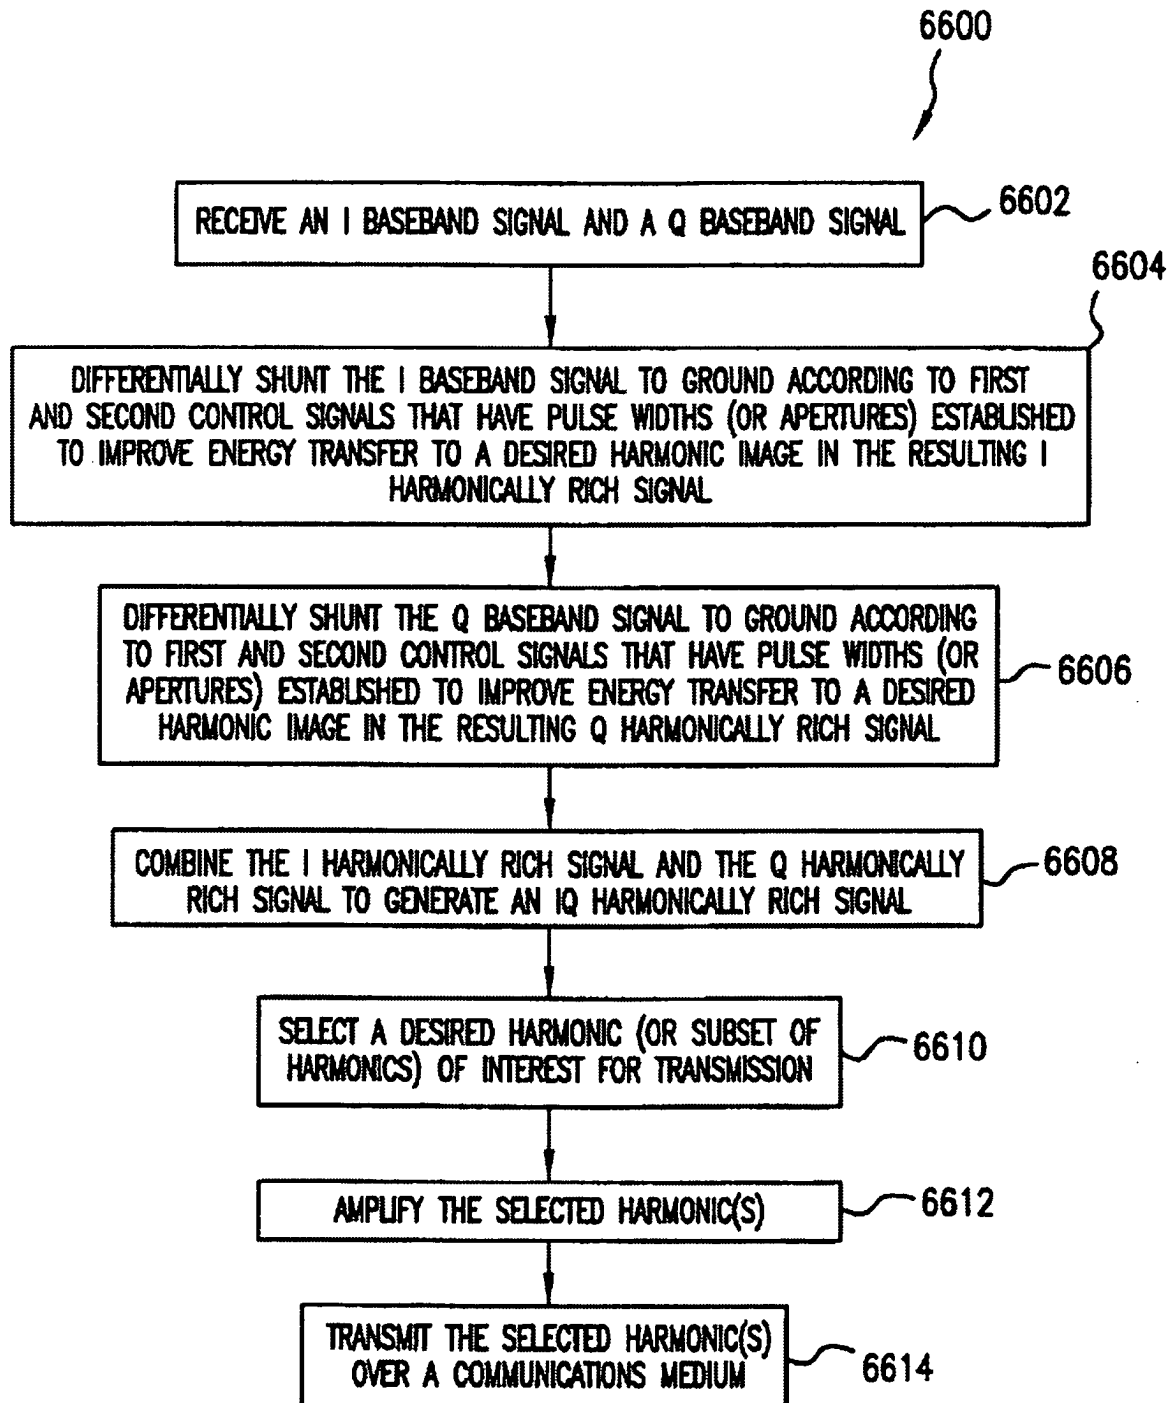 6600
RECEIVE AN I BASEBAND SIGNAL AND A Q BASEBAND SIGNAL
6602
6604
DIFFERENTIALLY SHUNT THE I BASEBAND SIGNAL TO GROUND ACCORDING TO FIRST
AND SECOND CONTROL SIGNALS THAT HAVE PULSE WIDTHS (OR APERTURES) ESTABLISHED
TO IMPROVE ENERGY TRANSFER TO A DESIRED HARMONIC IMAGE IN THE RESULTING I
HARMONICALLY RICH SIGNAL
DIFFERENTIALLY SHUNT THE Q BASEBAND SIGNAL TO GROUND ACCORDING
TO FIRST AND SECOND CONTROL SIGNALS THAT HAVE PULSE WIDTHS (OR
APERTURES) ESTABLISHED TO IMPROVE ENERGY TRANSFER TO A DESIRED
HARMONIC IMAGE IN THE RESULTING Q HARMONICALLY RICH SIGNAL
6606
COMBINE THE I HARMONICALLY RICH SIGNAL AND THE Q HARMONICALLY
RICH SIGNAL TO GENERATE AN IQ HARMONICALLY RICH SIGNAL
6608
SELECT A DESIRED HARMONIC (OR SUBSET OF
HARMONICS) OF INTEREST FOR TRANSMISSION
6610
AMPLIFY THE SELECTED HARMONIC(S)
6612
TRANSMIT THE SELECTED HARMONIC(S)
OVER A COMMUNICATIONS MEDIUM
6614